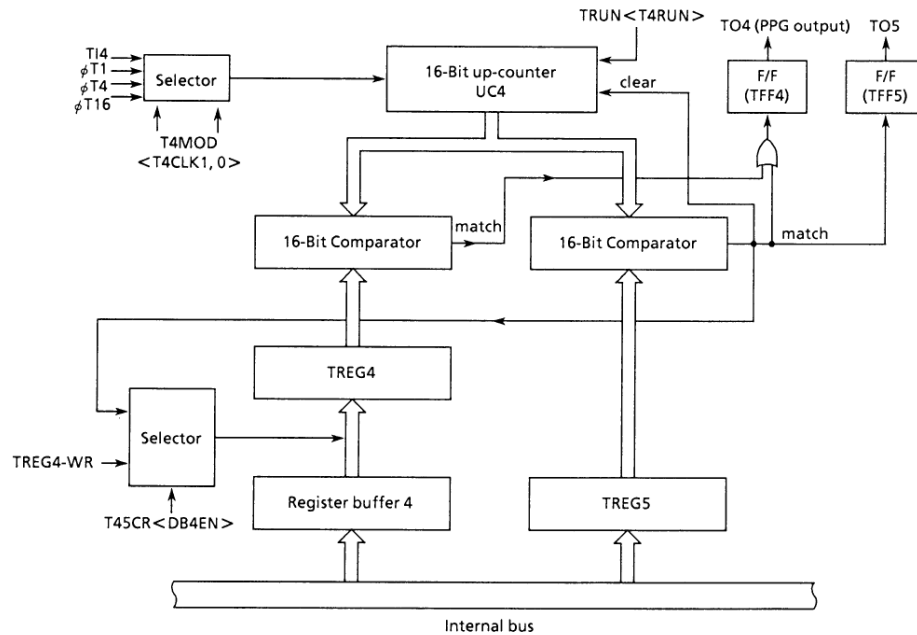 TRUN<T4RUN>
TO4 (PPG output)
TO5
TI4
ϕT1
ϕT4
ϕT16
Selector
16-Bit up-counter
UC4
clear
F/F
(TFF4)
F/F
(TFF5)
T4MOD
<T4CLK1, 0>
16-Bit Comparator
match
16-Bit Comparator
match
TREG4
Selector
TREG4-WR
T45CR<DB4EN>
Register buffer 4
TREG5
Internal bus